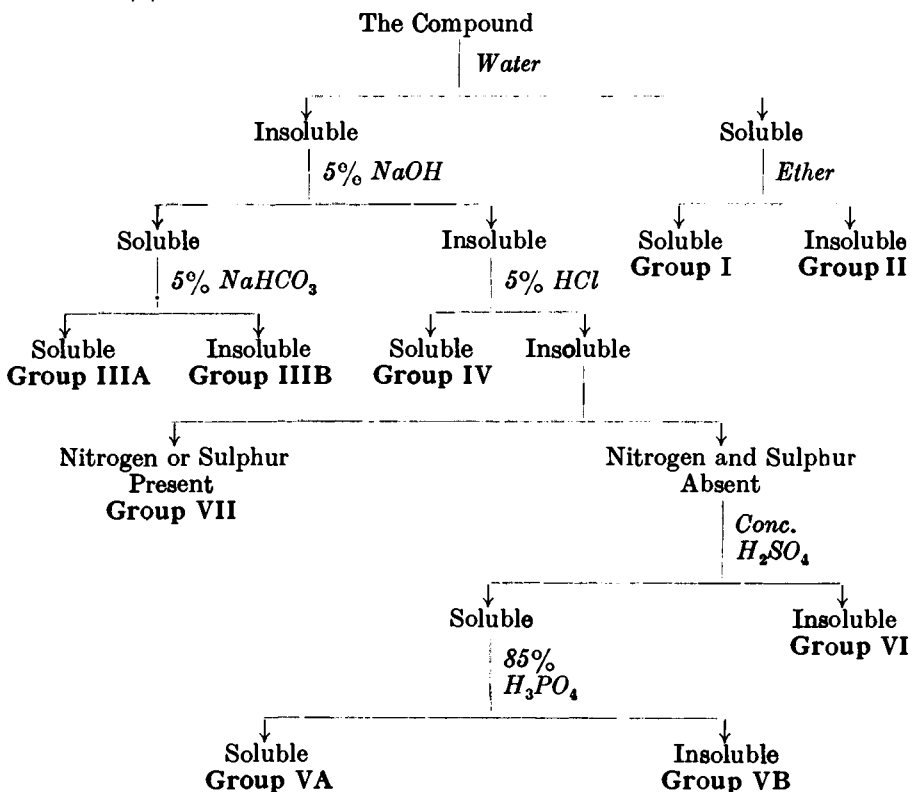 The Compound
Water
Insoluble
Soluble
5% NaOH
Ether
Soluble
Insoluble
Soluble
Insoluble
Group I
Group II
5% NaHCO₃
5% HCl
Soluble
Insoluble
Soluble
Insoluble
Group IIIA
Group IIIB
Group IV
Nitrogen or Sulphur
Present
Group VII
Nitrogen and Sulphur
Absent
Conc.
H₂SO₄
Soluble
Insoluble
Group VI
85%
H₃PO₄
Soluble
Group VA
Insoluble
Group VB